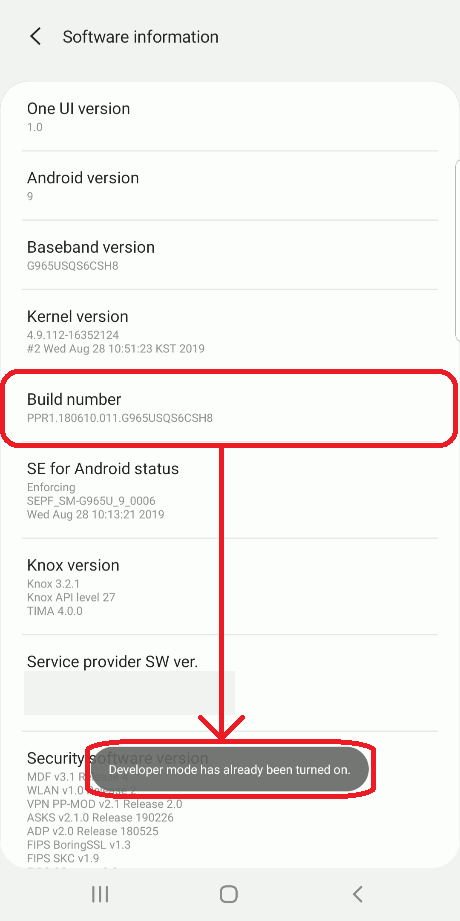 Software information
One UI version
1.0
Android version
9
Baseband version
G965USQS6CSH8
Kernel version
4.9.112-16352124
#2 Wed Aug 28 10:51:23 KST 2019
Build number
PPR1.180610.011.G965USQS6CSH8
SE for Android status
Enforcing
SEPF_SM-G965U_9_0006
Wed Aug 28 10:13:21 2019
Knox version
Knox 3.2.1
Knox API level 27
TIMA 4.0.0
Service provider SW ver.
Security software version
Developer mode has already been turned on.
MDF v3.1 Release
WLAN v1.0 Release 2
VPN PP-MOD v2.1 Release 2.0
ASKS v2.1.0 Release 190226
ADP v2.0 Release 180525
FIPS BoringSSL v1.3
FIPS SKC v1.9